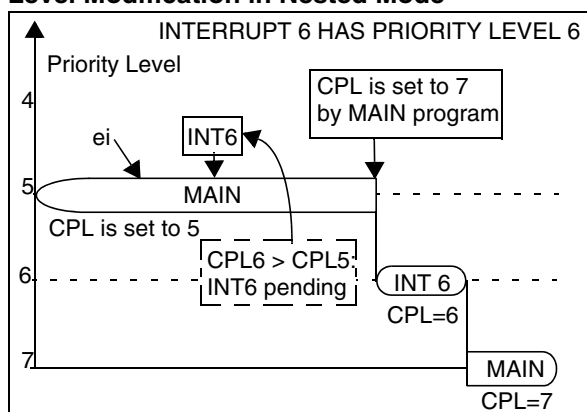 Level Modification in Nested Mode
INTERRUPT 6 HAS PRIORITY LEVEL 6
Priority Level
CPL is set to 7
by MAIN program
4
ei
INT6
5
MAIN
CPL is set to 5
CPL6 > CPL5:
INT6 pending
6
INT 6
CPL=6
7
MAIN
CPL=7